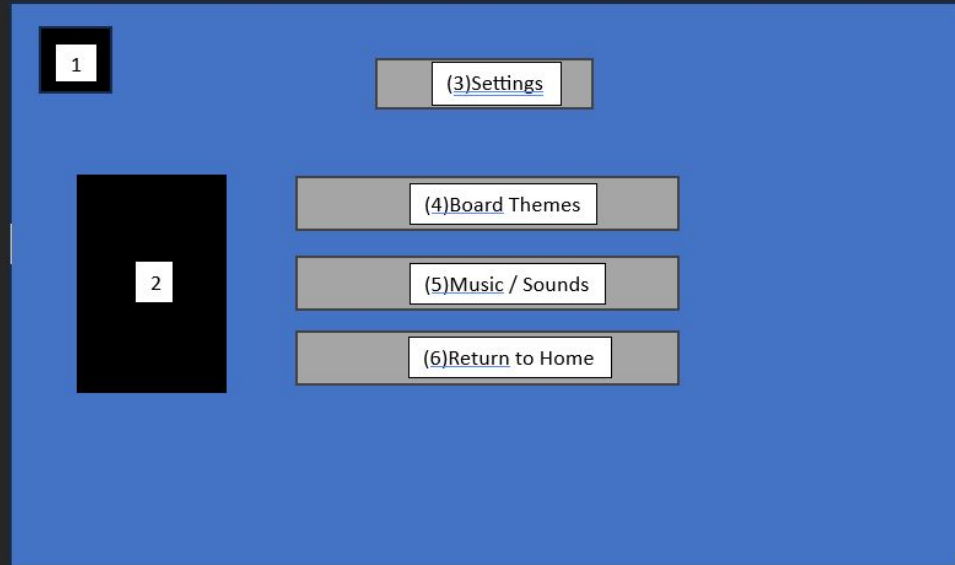 1
(3)Settings
(4)Board Themes
2
(5)Music / Sounds
(6)Return to Home